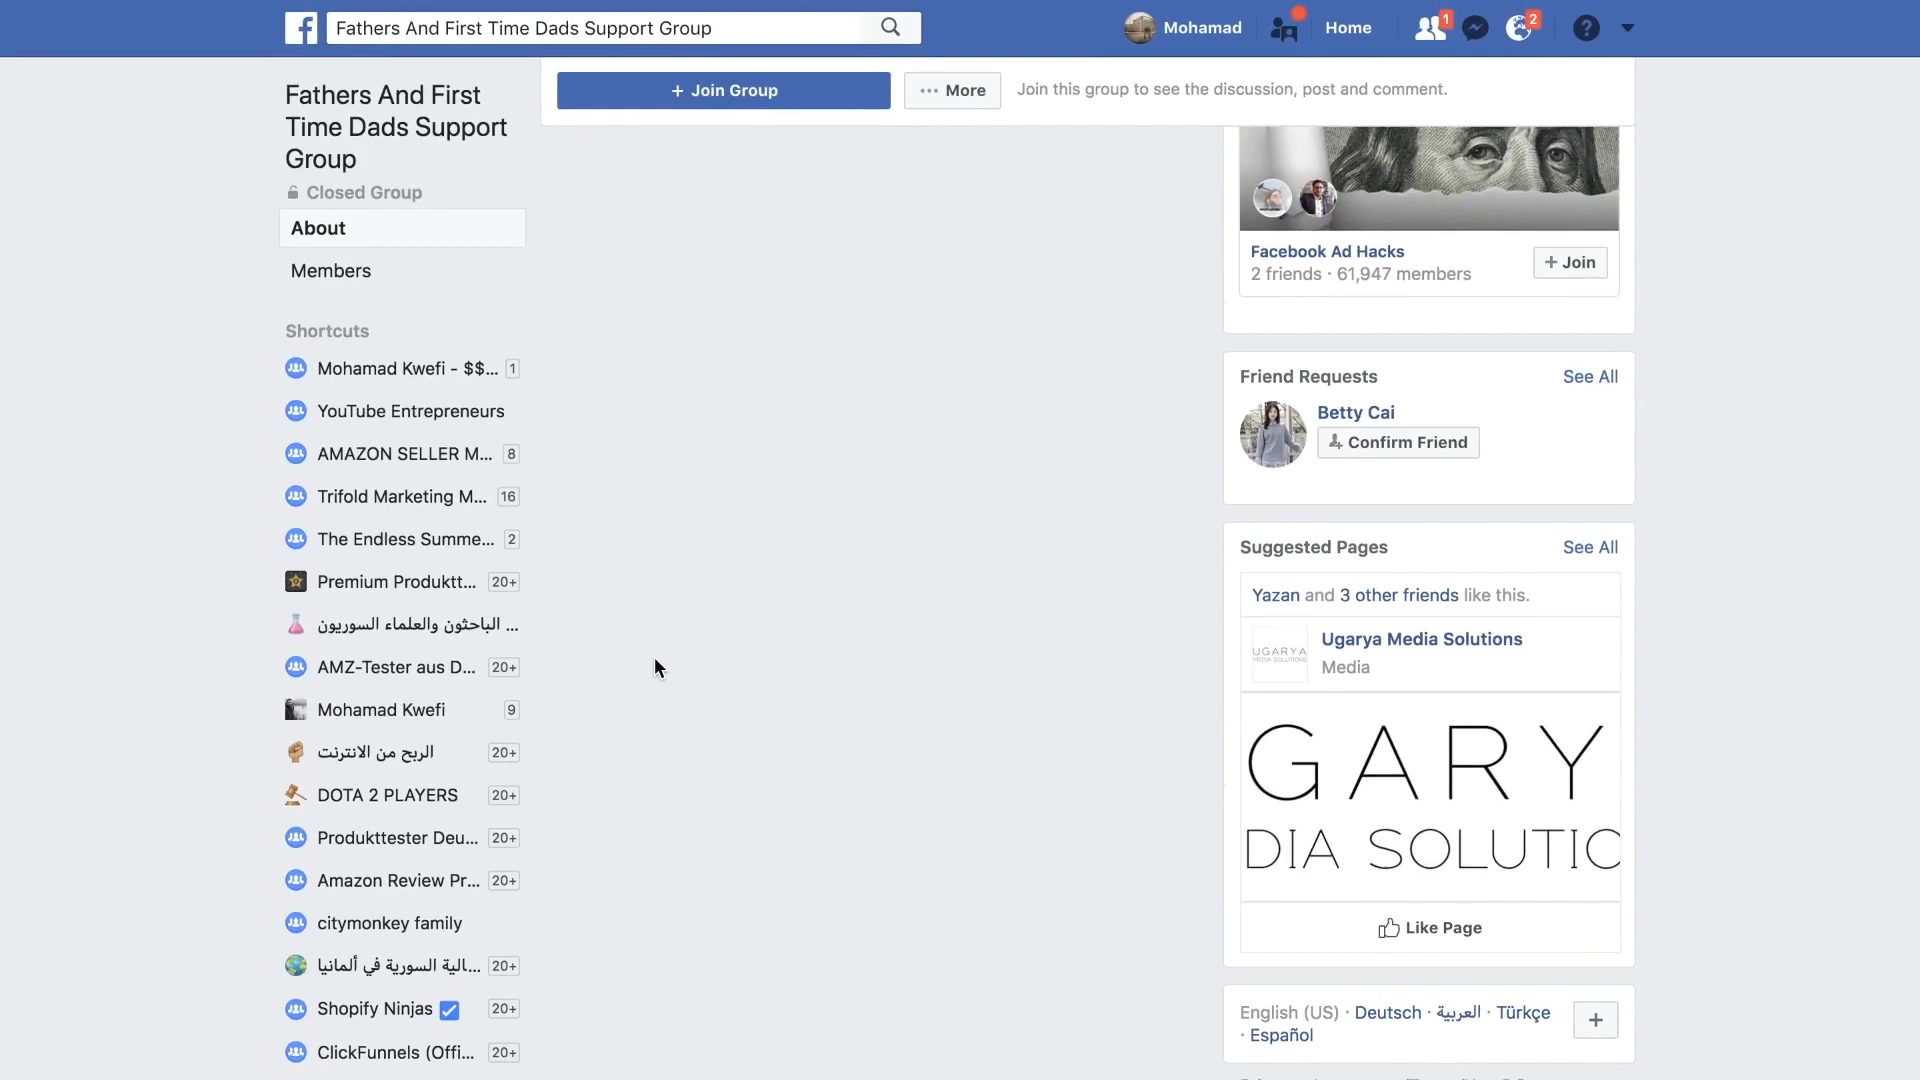 Fathers And First Time Dads Support Group
Mohamad
Home
1
2
?
Fathers And First
Time Dads Support
Group
Closed Group
About
Members
+ Join Group
••• More
Join this group to see the discussion, post and comment.
Shortcuts
Mohamad Kwefi - $$... 1
YouTube Entrepreneurs
AMAZON SELLER M... 8
Trifold Marketing M... 16
The Endless Summe... 2
Premium Produktt... 20+
الباحثون والعلماء السوريون ...
AMZ-Tester aus D... 20+
Mohamad Kwefi 9
الربح من الانترنت 20+
DOTA 2 PLAYERS 20+
Produkttester Deu... 20+
Amazon Review Pr... 20+
citymonkey family
...الية السورية في ألمانيا 20+
Shopify Ninjas 20+
ClickFunnels (Offi... 20+
Facebook Ad Hacks
2 friends · 61,947 members
+ Join
Friend Requests
See All
Betty Cai
Confirm Friend
Suggested Pages
See All
Yazan and 3 other friends like this.
UGARYA
MEDIA SOLUTIONS
Ugarya Media Solutions
Media
GARY
DIA SOLUTIO
Like Page
English (US) · Deutsch · العربية · Türkçe
· Español
+